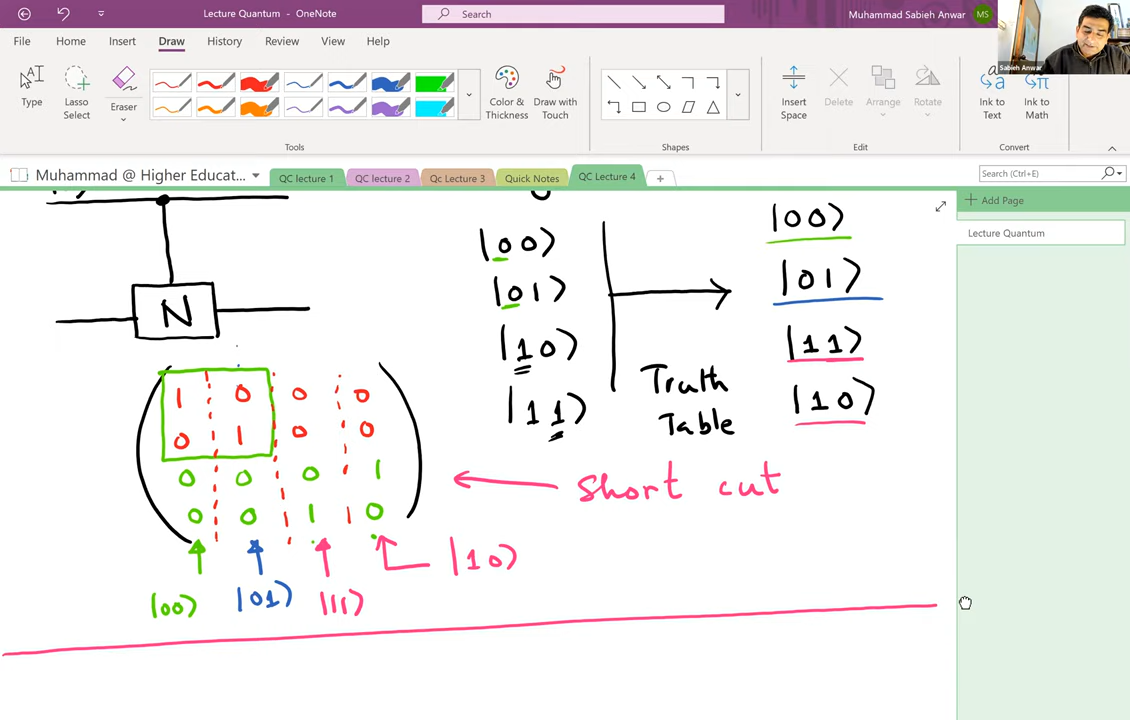 Lecture Quantum - OneNote
Search
Muhammad Sabieh Anwar
MS
File Home Insert Draw History Review View Help
Sabieh Anwar
Type
Lasso Select
Eraser
Color & Thickness
Draw with Touch
Insert Space
Delete
Arrange
Rotate
Ink to Text
Ink to Math
Tools
Shapes
Convert
Muhammad @ Higher Educat...
QC lecture 1
QC lecture 2
Qc Lecture 3
Quick Notes
QC Lecture 4
Search (Ctrl+E)
Add Page
Lecture Quantum
N
|00⟩ |00⟩
|01⟩ |01⟩
|10⟩ |11⟩
|11⟩ |10⟩
Truth
Table
1 0 0 0
0 1 0 0
0 0 0 1
0 0 1 0
short cut
|00⟩ |01⟩ |11⟩ |10⟩